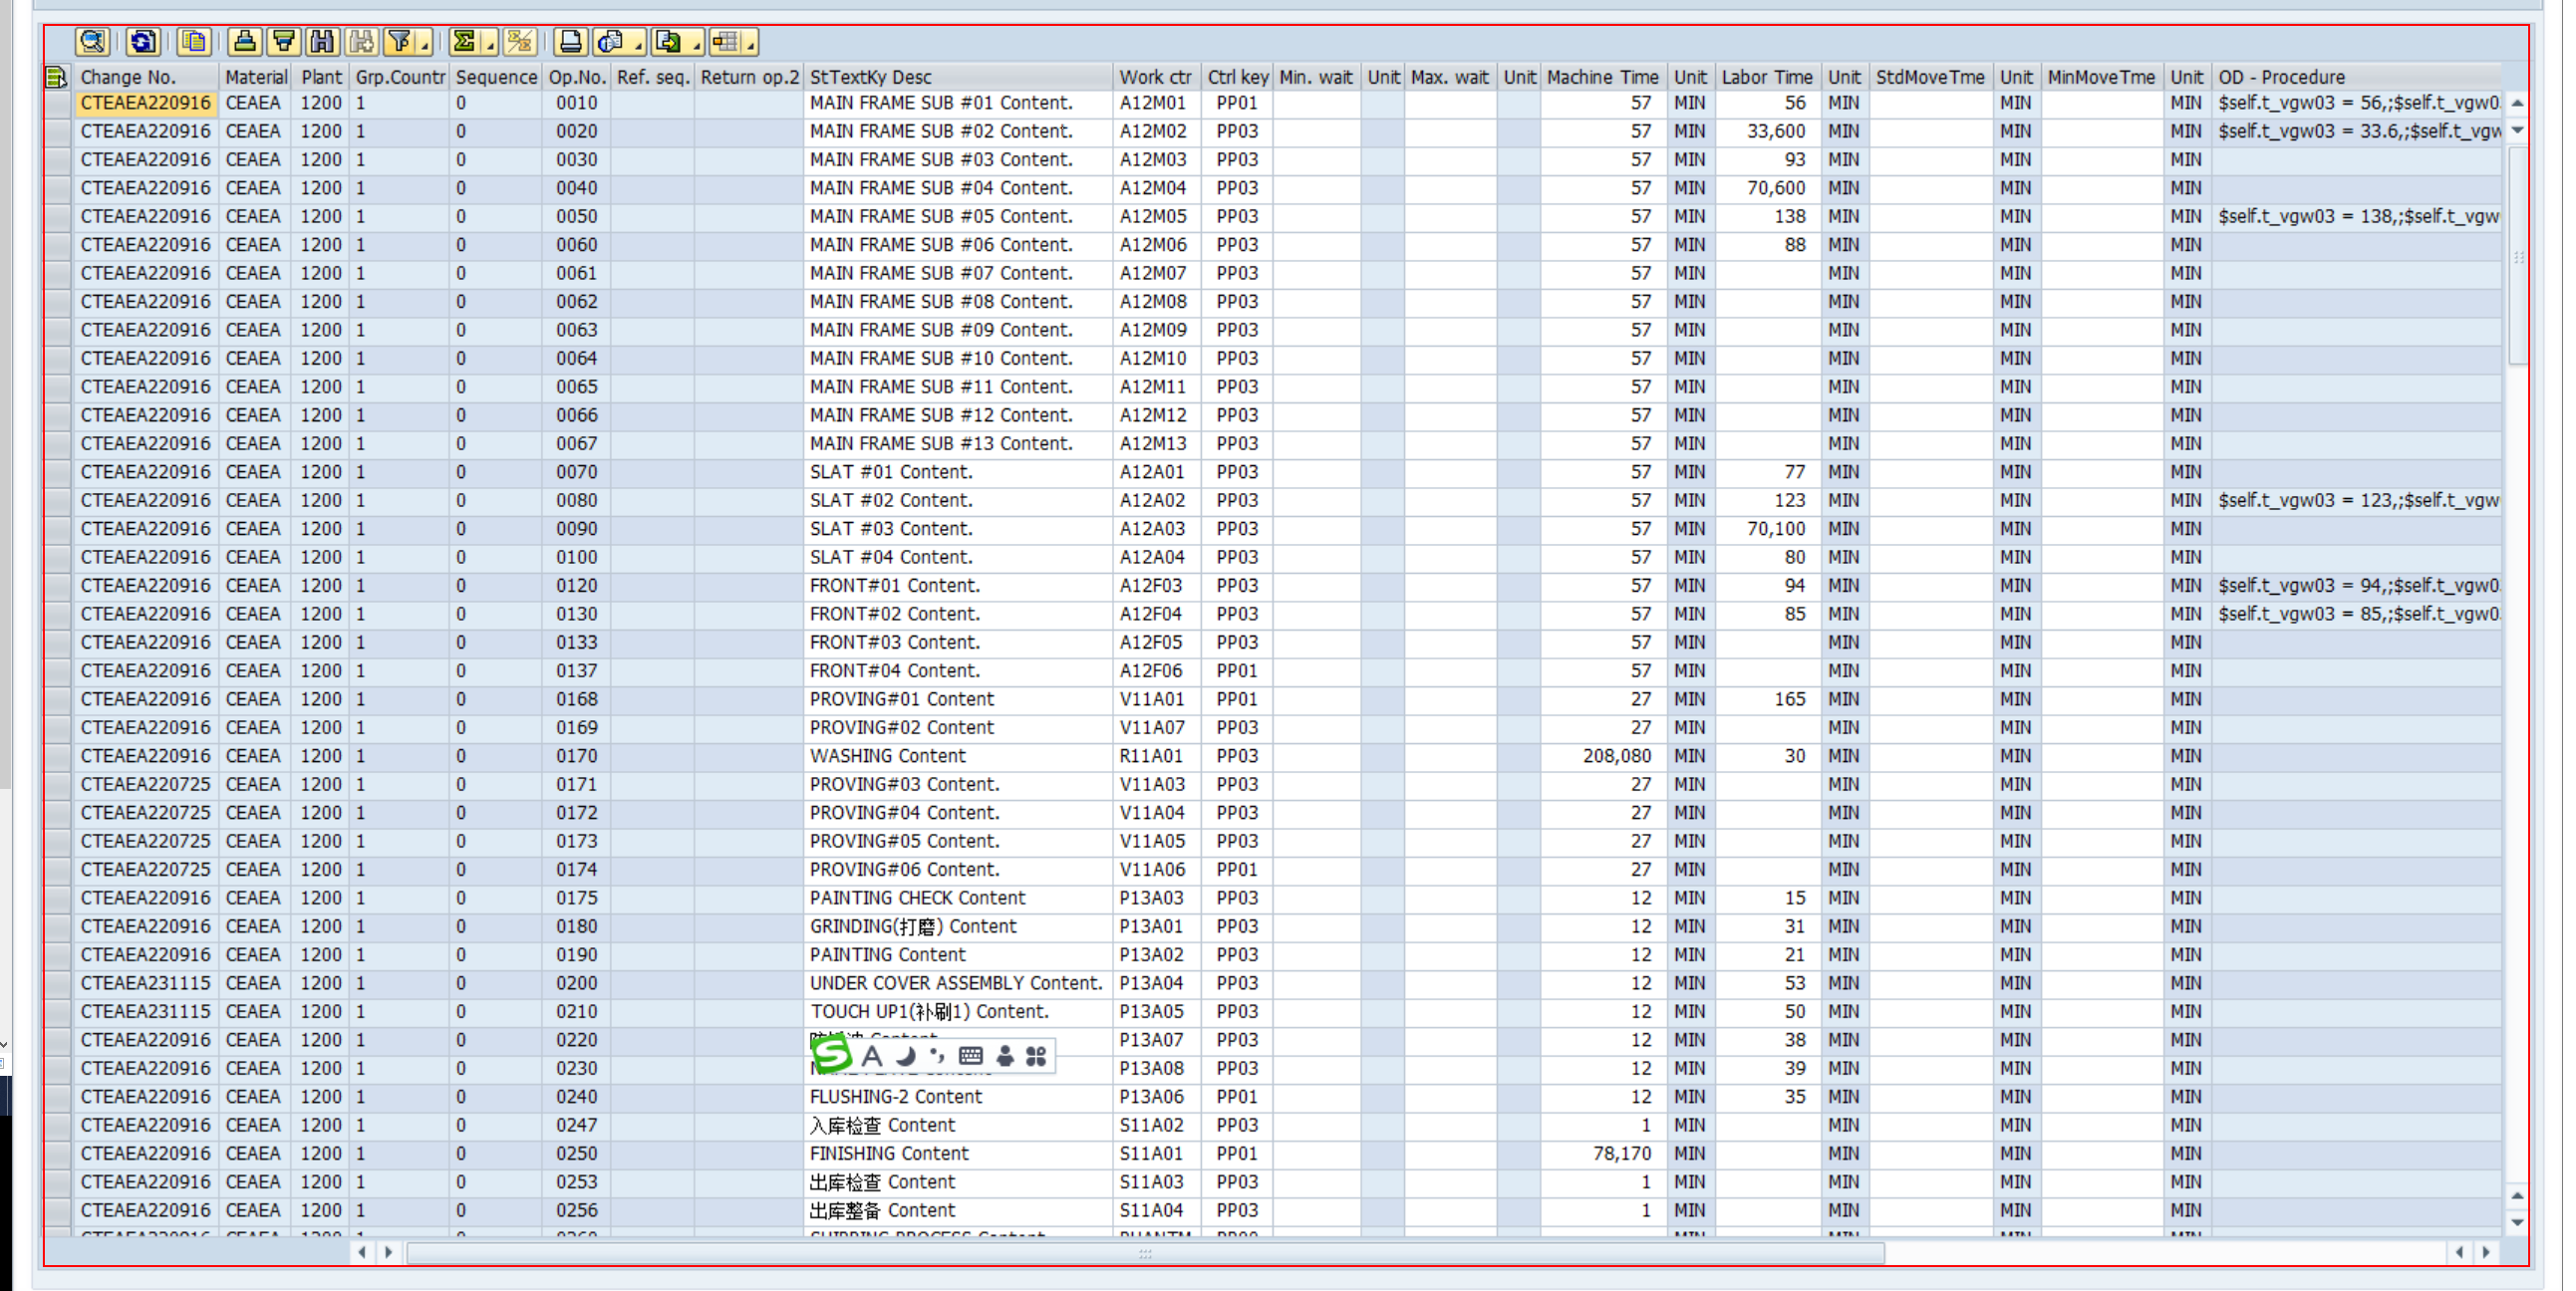 Change No. Material Plant Grp.Countr Sequence Op.No. Ref. seq. Return op.2 StTextKy Desc Work ctr Ctrl key Min. wait Unit Max. wait Unit Machine Time Unit Labor Time Unit StdMoveTme Unit MinMoveTme Unit OD - Procedure
CTEAEA220916 CEAEA 1200 1 0 0010 MAIN FRAME SUB #01 Content. A12M01 PP01 57 MIN 56 MIN MIN MIN $self.t_vgw03 = 56,;$self.t_vgw0
CTEAEA220916 CEAEA 1200 1 0 0020 MAIN FRAME SUB #02 Content. A12M02 PP03 57 MIN 33,600 MIN MIN MIN $self.t_vgw03 = 33.6,;$self.t_vgw
CTEAEA220916 CEAEA 1200 1 0 0030 MAIN FRAME SUB #03 Content. A12M03 PP03 57 MIN 93 MIN MIN MIN
CTEAEA220916 CEAEA 1200 1 0 0040 MAIN FRAME SUB #04 Content. A12M04 PP03 57 MIN 70,600 MIN MIN MIN
CTEAEA220916 CEAEA 1200 1 0 0050 MAIN FRAME SUB #05 Content. A12M05 PP03 57 MIN 138 MIN MIN MIN $self.t_vgw03 = 138,;$self.t_vgw
CTEAEA220916 CEAEA 1200 1 0 0060 MAIN FRAME SUB #06 Content. A12M06 PP03 57 MIN 88 MIN MIN MIN
CTEAEA220916 CEAEA 1200 1 0 0061 MAIN FRAME SUB #07 Content. A12M07 PP03 57 MIN MIN MIN MIN
CTEAEA220916 CEAEA 1200 1 0 0062 MAIN FRAME SUB #08 Content. A12M08 PP03 57 MIN MIN MIN MIN
CTEAEA220916 CEAEA 1200 1 0 0063 MAIN FRAME SUB #09 Content. A12M09 PP03 57 MIN MIN MIN MIN
CTEAEA220916 CEAEA 1200 1 0 0064 MAIN FRAME SUB #10 Content. A12M10 PP03 57 MIN MIN MIN MIN
CTEAEA220916 CEAEA 1200 1 0 0065 MAIN FRAME SUB #11 Content. A12M11 PP03 57 MIN MIN MIN MIN
CTEAEA220916 CEAEA 1200 1 0 0066 MAIN FRAME SUB #12 Content. A12M12 PP03 57 MIN MIN MIN MIN
CTEAEA220916 CEAEA 1200 1 0 0067 MAIN FRAME SUB #13 Content. A12M13 PP03 57 MIN MIN MIN MIN
CTEAEA220916 CEAEA 1200 1 0 0070 SLAT #01 Content. A12A01 PP03 57 MIN 77 MIN MIN MIN
CTEAEA220916 CEAEA 1200 1 0 0080 SLAT #02 Content. A12A02 PP03 57 MIN 123 MIN MIN MIN $self.t_vgw03 = 123,;$self.t_vgw
CTEAEA220916 CEAEA 1200 1 0 0090 SLAT #03 Content. A12A03 PP03 57 MIN 70,100 MIN MIN MIN
CTEAEA220916 CEAEA 1200 1 0 0100 SLAT #04 Content. A12A04 PP03 57 MIN 80 MIN MIN MIN
CTEAEA220916 CEAEA 1200 1 0 0120 FRONT#01 Content. A12F03 PP03 57 MIN 94 MIN MIN MIN $self.t_vgw03 = 94,;$self.t_vgw0
CTEAEA220916 CEAEA 1200 1 0 0130 FRONT#02 Content. A12F04 PP03 57 MIN 85 MIN MIN MIN $self.t_vgw03 = 85,;$self.t_vgw0
CTEAEA220916 CEAEA 1200 1 0 0133 FRONT#03 Content. A12F05 PP03 57 MIN MIN MIN MIN
CTEAEA220916 CEAEA 1200 1 0 0137 FRONT#04 Content. A12F06 PP01 57 MIN MIN MIN MIN
CTEAEA220916 CEAEA 1200 1 0 0168 PROVING#01 Content V11A01 PP01 27 MIN 165 MIN MIN MIN
CTEAEA220916 CEAEA 1200 1 0 0169 PROVING#02 Content V11A07 PP03 27 MIN MIN MIN MIN
CTEAEA220916 CEAEA 1200 1 0 0170 WASHING Content R11A01 PP03 208,080 MIN 30 MIN MIN MIN
CTEAEA220725 CEAEA 1200 1 0 0171 PROVING#03 Content. V11A03 PP03 27 MIN MIN MIN MIN
CTEAEA220725 CEAEA 1200 1 0 0172 PROVING#04 Content. V11A04 PP03 27 MIN MIN MIN MIN
CTEAEA220725 CEAEA 1200 1 0 0173 PROVING#05 Content. V11A05 PP03 27 MIN MIN MIN MIN
CTEAEA220725 CEAEA 1200 1 0 0174 PROVING#06 Content. V11A06 PP01 27 MIN MIN MIN MIN
CTEAEA220916 CEAEA 1200 1 0 0175 PAINTING CHECK Content P13A03 PP03 12 MIN 15 MIN MIN MIN
CTEAEA220916 CEAEA 1200 1 0 0180 GRINDING(打磨) Content P13A01 PP03 12 MIN 31 MIN MIN MIN
CTEAEA220916 CEAEA 1200 1 0 0190 PAINTING Content P13A02 PP03 12 MIN 21 MIN MIN MIN
CTEAEA231115 CEAEA 1200 1 0 0200 UNDER COVER ASSEMBLY Content. P13A04 PP03 12 MIN 53 MIN MIN MIN
CTEAEA231115 CEAEA 1200 1 0 0210 TOUCH UP1(补刷1) Content. P13A05 PP03 12 MIN 50 MIN MIN MIN
CTEAEA220916 CEAEA 1200 1 0 0220 Content P13A07 PP03 12 MIN 38 MIN MIN MIN
CTEAEA220916 CEAEA 1200 1 0 0230 P13A08 PP03 12 MIN 39 MIN MIN MIN
CTEAEA220916 CEAEA 1200 1 0 0240 FLUSHING-2 Content P13A06 PP01 12 MIN 35 MIN MIN MIN
CTEAEA220916 CEAEA 1200 1 0 0247 入库检查 Content S11A02 PP03 1 MIN MIN MIN MIN
CTEAEA220916 CEAEA 1200 1 0 0250 FINISHING Content S11A01 PP01 78,170 MIN MIN MIN MIN
CTEAEA220916 CEAEA 1200 1 0 0253 出库检查 Content S11A03 PP03 1 MIN MIN MIN MIN
CTEAEA220916 CEAEA 1200 1 0 0256 出库整备 Content S11A04 PP03 1 MIN MIN MIN MIN